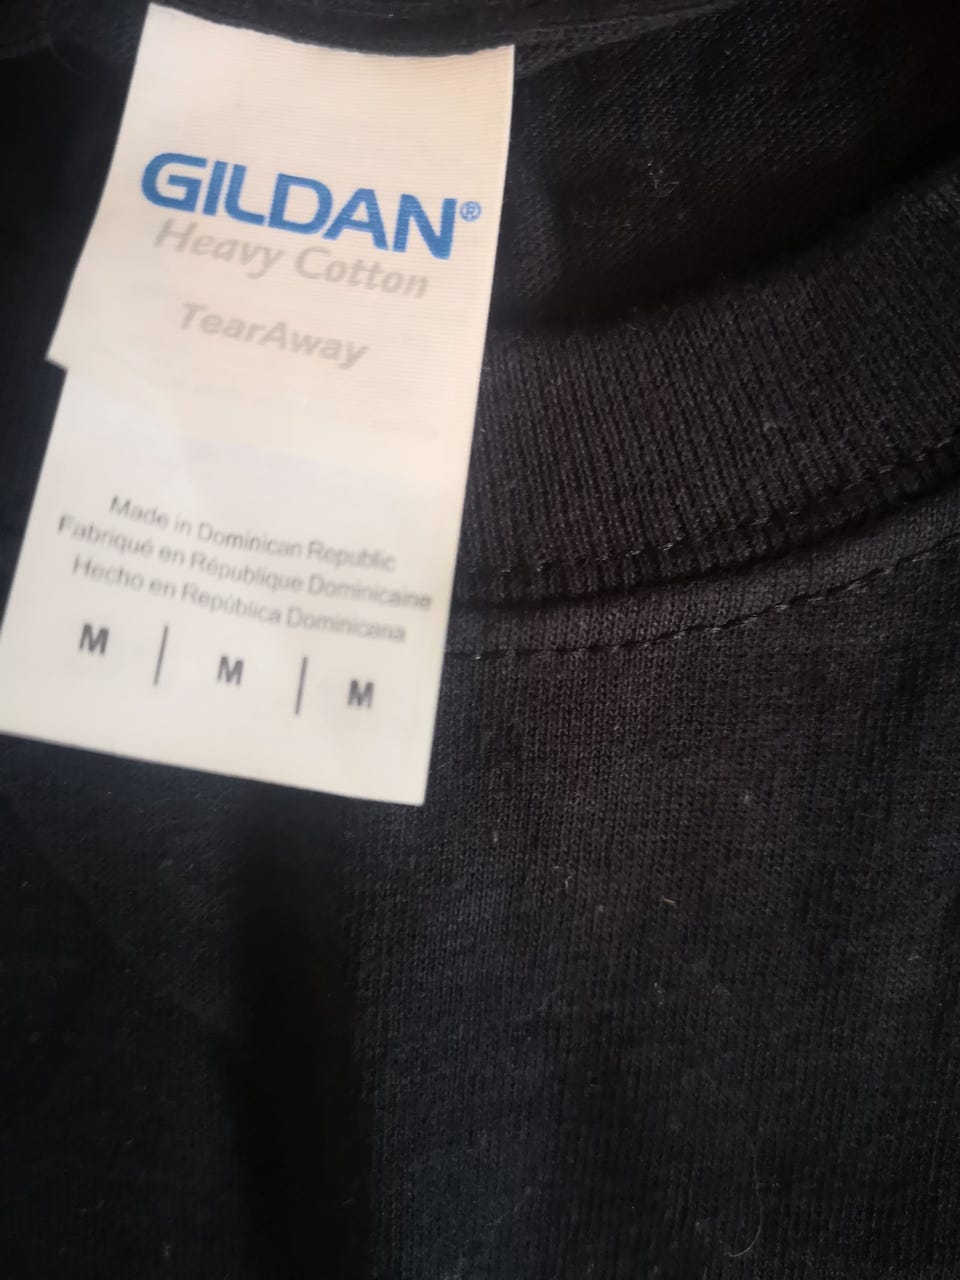 GILDAN®
Heavy Cotton
TearAway
Made in Dominican Republic
Fabriqué en République Dominicaine
Hecho en República Dominicana
M | M | M